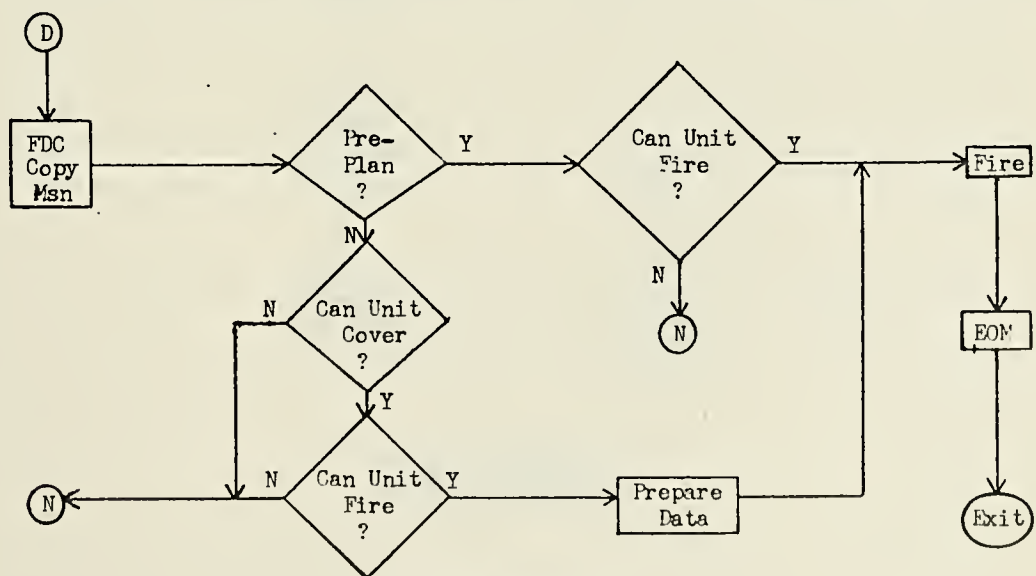 D
FDC
Copy
Msn
Pre-
Plan
?
Y
Can Unit
Fire
?
Y
Fire
N
N
N
Can Unit
Cover
?
N
EOM
Y
N
N
Can Unit
Fire
?
Y
Prepare
Data
Exit